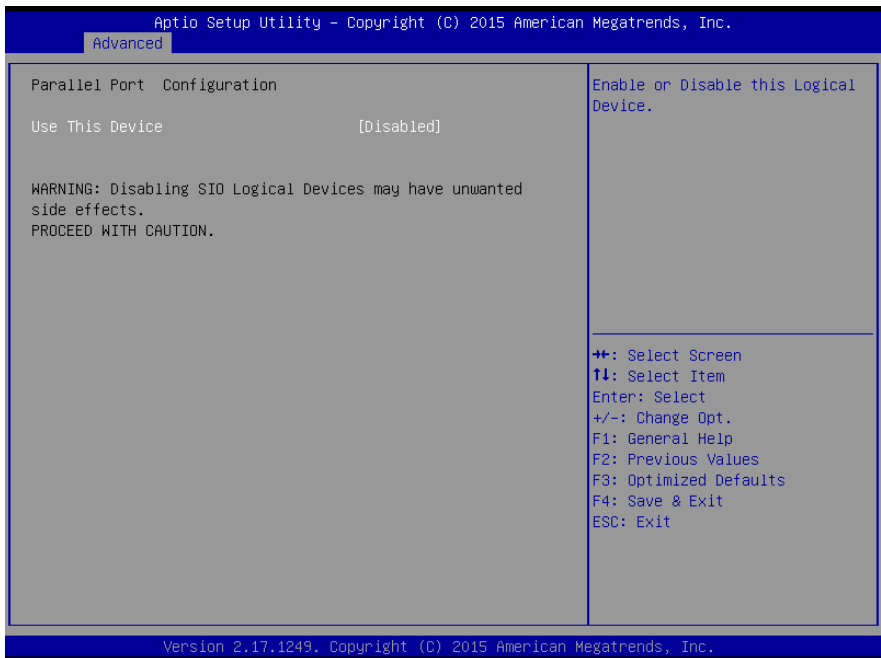 Aptio Setup Utility – Copyright (C) 2015 American Megatrends, Inc.
Advanced
Parallel Port  Configuration
Use This Device [Disabled]
WARNING: Disabling SIO Logical Devices may have unwanted
side effects.
PROCEED WITH CAUTION.
Enable or Disable this Logical
Device.
→←: Select Screen
↑↓: Select Item
Enter: Select
+/-: Change Opt.
F1: General Help
F2: Previous Values
F3: Optimized Defaults
F4: Save & Exit
ESC: Exit
Version 2.17.1249. Copyright (C) 2015 American Megatrends, Inc.